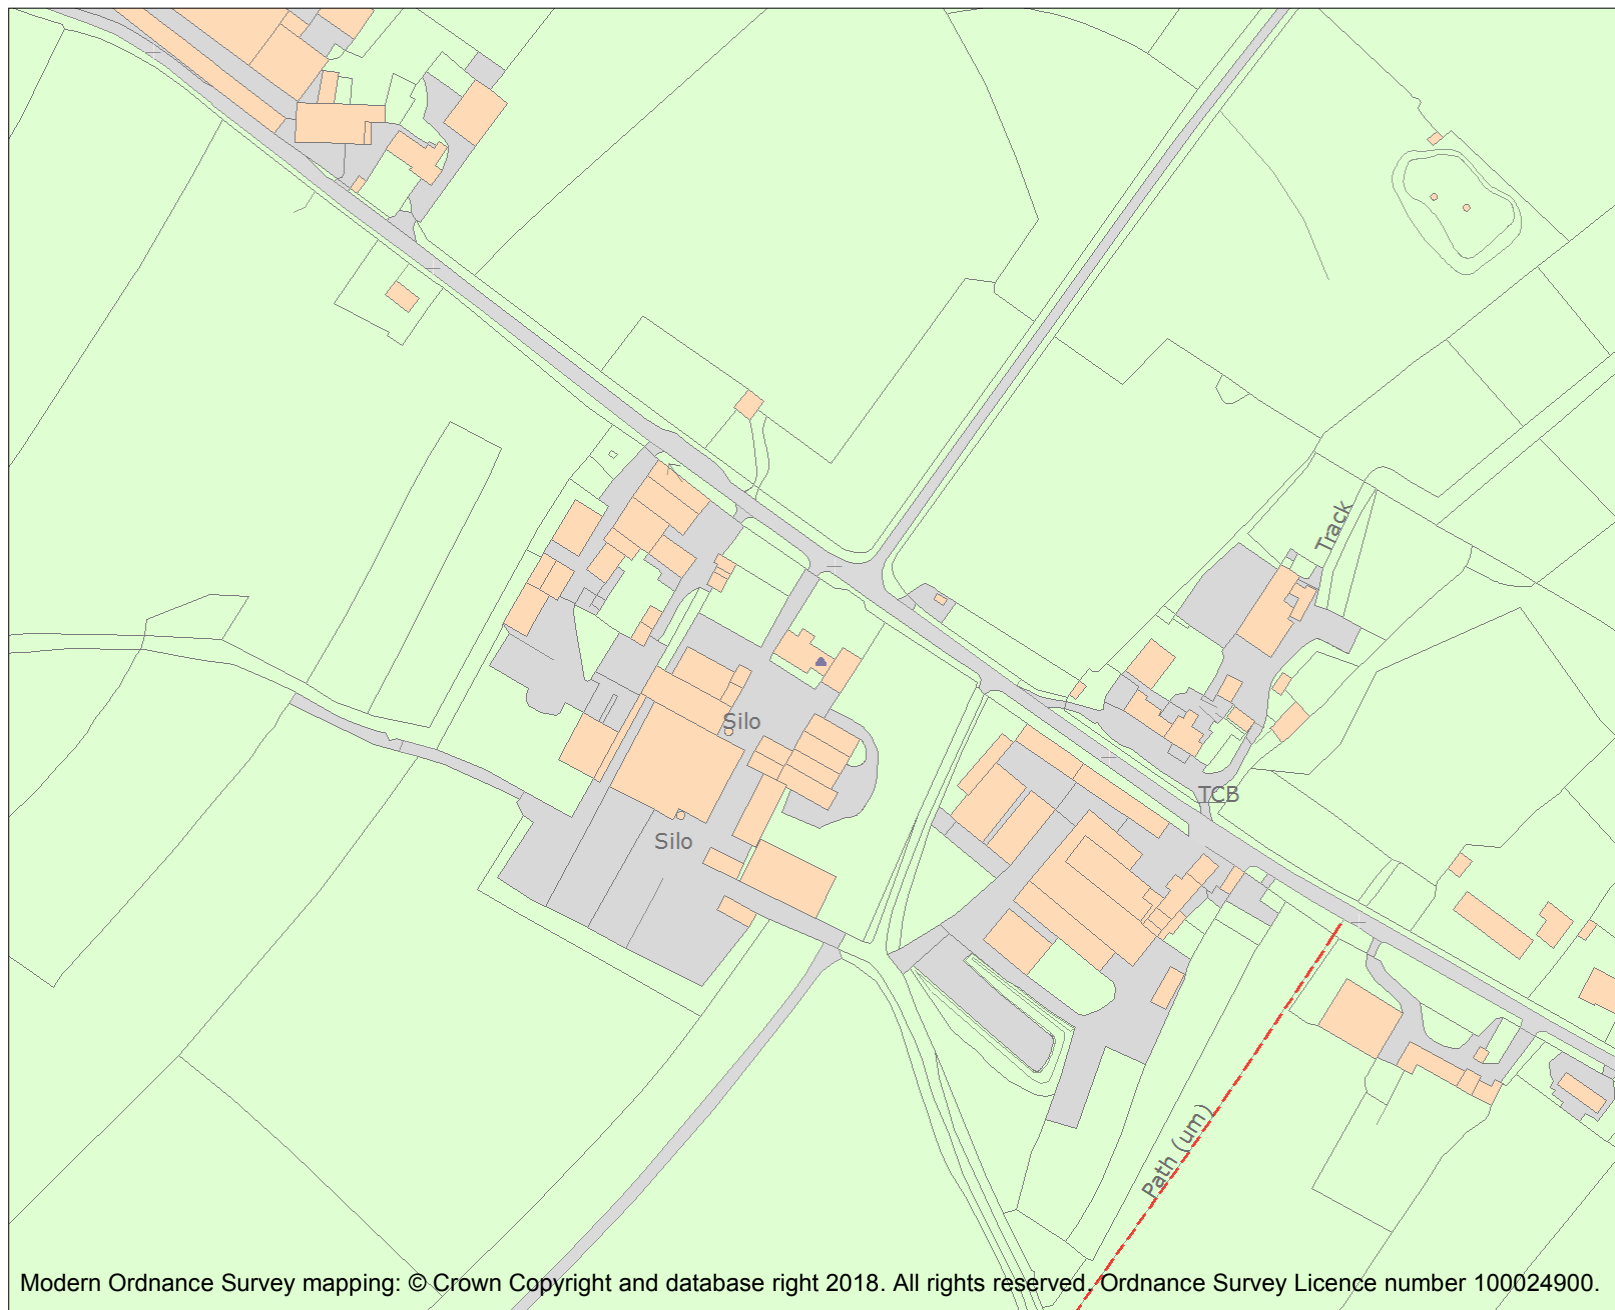 Track
Silo
TCB
Silo
Path (um)
Modern Ordnance Survey mapping: © Crown Copyright and database right 2018. All rights reserved. Ordnance Survey Licence number 100024900.